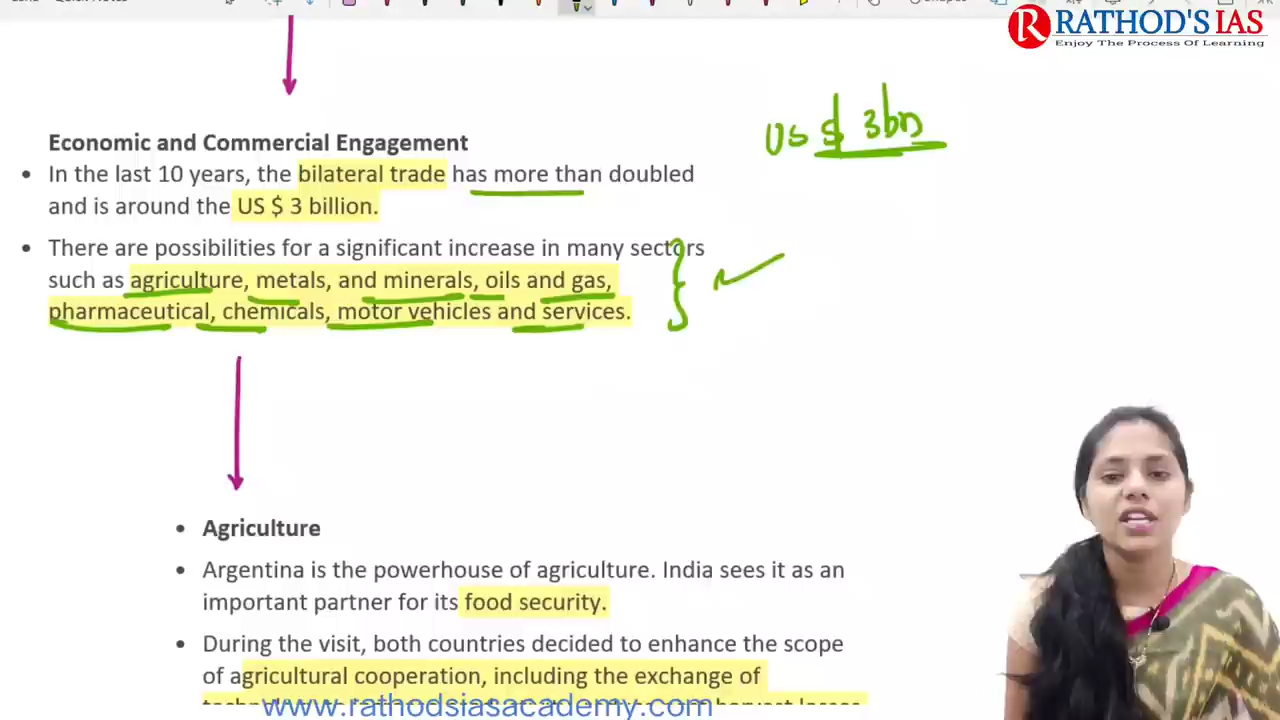 RATHOD'S IAS
Enjoy The Process Of Learning
US $ 3bn
Economic and Commercial Engagement
• In the last 10 years, the bilateral trade has more than doubled
and is around the US $ 3 billion.
• There are possibilities for a significant increase in many sectors
such as agriculture, metals, and minerals, oils and gas,
pharmaceutical, chemicals, motor vehicles and services.
• Agriculture
• Argentina is the powerhouse of agriculture. India sees it as an
important partner for its food security.
• During the visit, both countries decided to enhance the scope
of agricultural cooperation, including the exchange of
www.rathodsiasacademy.com